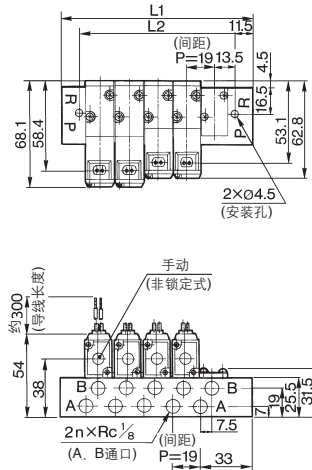 L1
L2
11.5
(间距)
P=19
13.5
4.5
16.5
R
P
R
P
68.1
58.4
53.1
62.8
2×Ø4.5
(安装孔)
手动
(非锁定式)
约300
(导线长度)
54
38
B
A
B
A
7
19
25.5
31.5
7.5
2n×Rc 1/8
(A、B通口)
(间距)
P=19
33